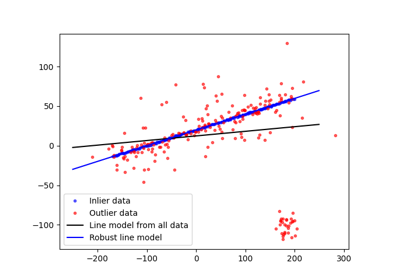 100
50
0
−50
−100
Inlier data
Outlier data
Line model from all data
Robust line model
−200
−100
0
100
200
300